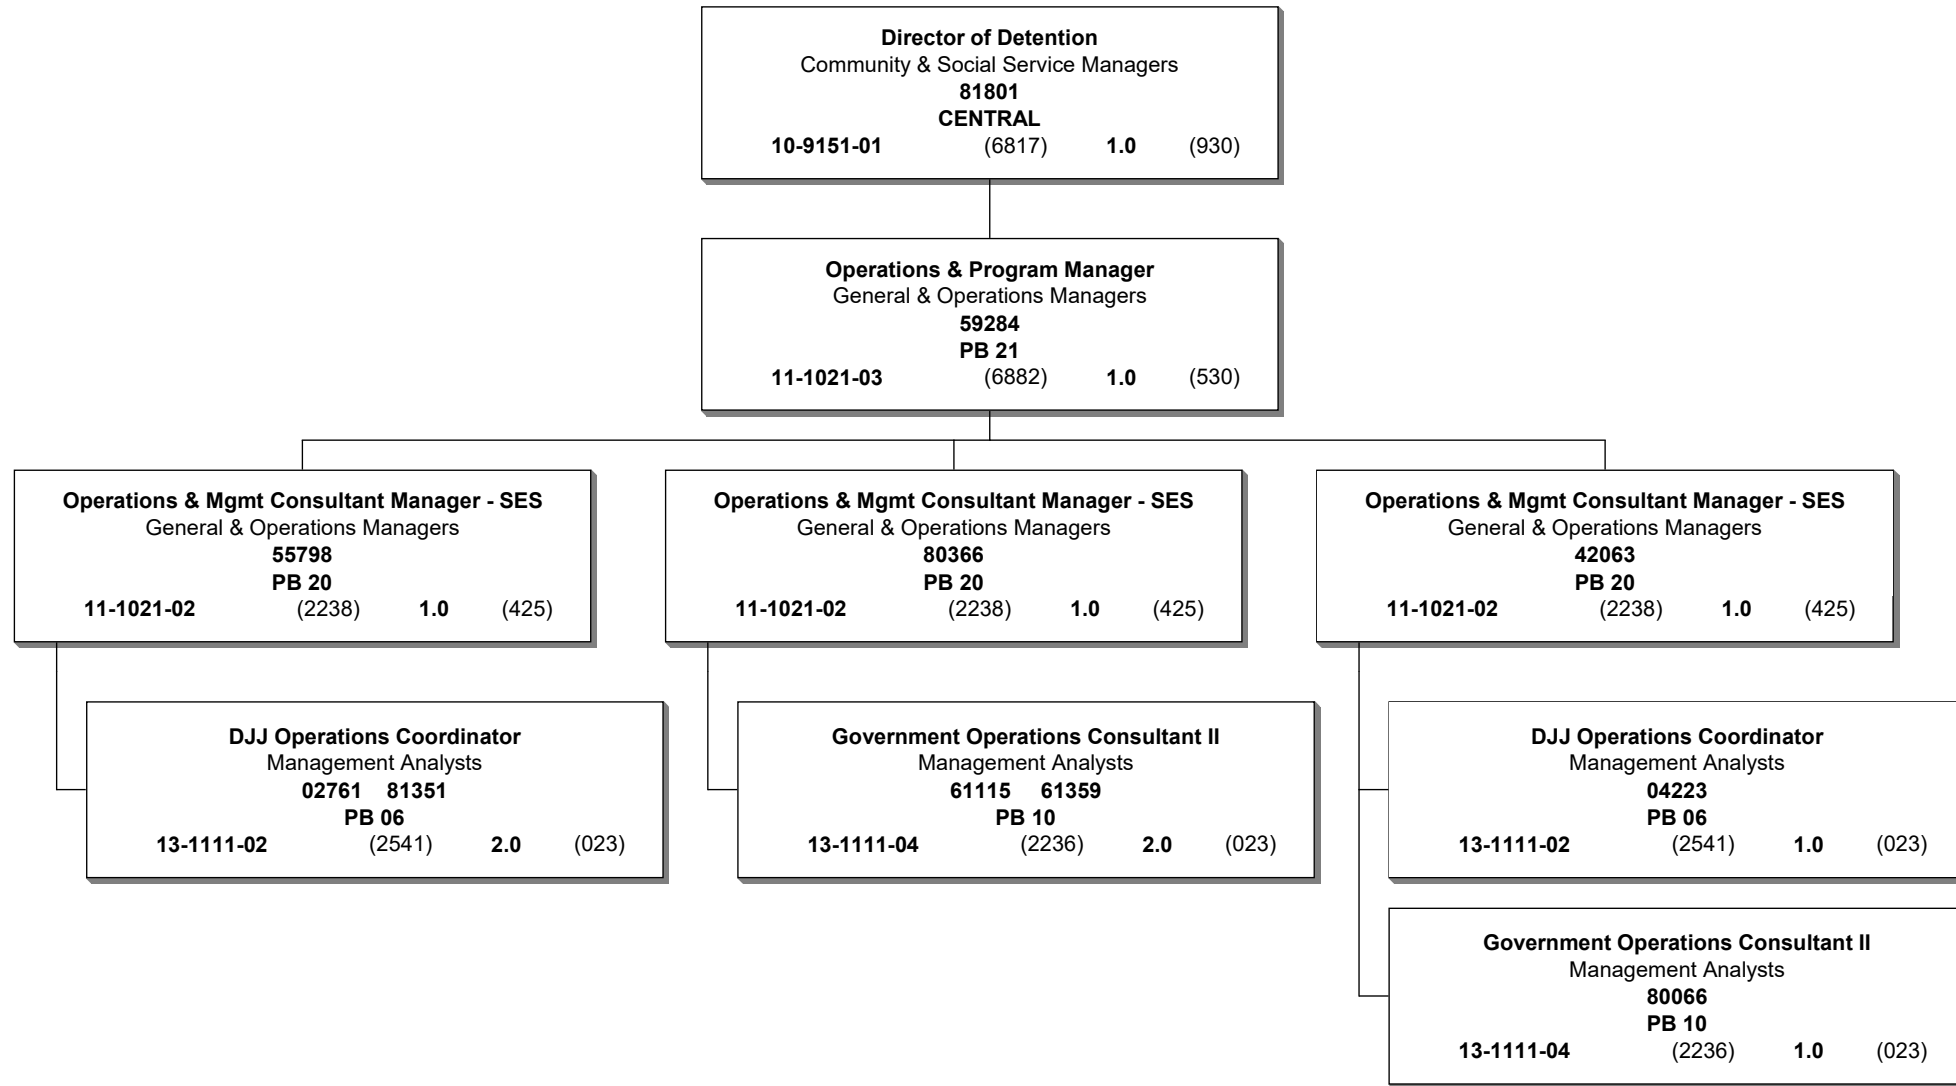 Director of Detention
Community & Social Service Managers
81801
CENTRAL
10-9151-01 (6817) 1.0 (930)
Operations & Program Manager
General & Operations Managers
59284
PB 21
11-1021-03 (6882) 1.0 (530)
Operations & Mgmt Consultant Manager - SES
General & Operations Managers
55798
PB 20
11-1021-02 (2238) 1.0 (425)
Operations & Mgmt Consultant Manager - SES
General & Operations Managers
80366
PB 20
11-1021-02 (2238) 1.0 (425)
Operations & Mgmt Consultant Manager - SES
General & Operations Managers
42063
PB 20
11-1021-02 (2238) 1.0 (425)
DJJ Operations Coordinator
Management Analysts
02761 81351
PB 06
13-1111-02 (2541) 2.0 (023)
Government Operations Consultant II
Management Analysts
61115 61359
PB 10
13-1111-04 (2236) 2.0 (023)
DJJ Operations Coordinator
Management Analysts
04223
PB 06
13-1111-02 (2541) 1.0 (023)
Government Operations Consultant II
Management Analysts
80066
PB 10
13-1111-04 (2236) 1.0 (023)